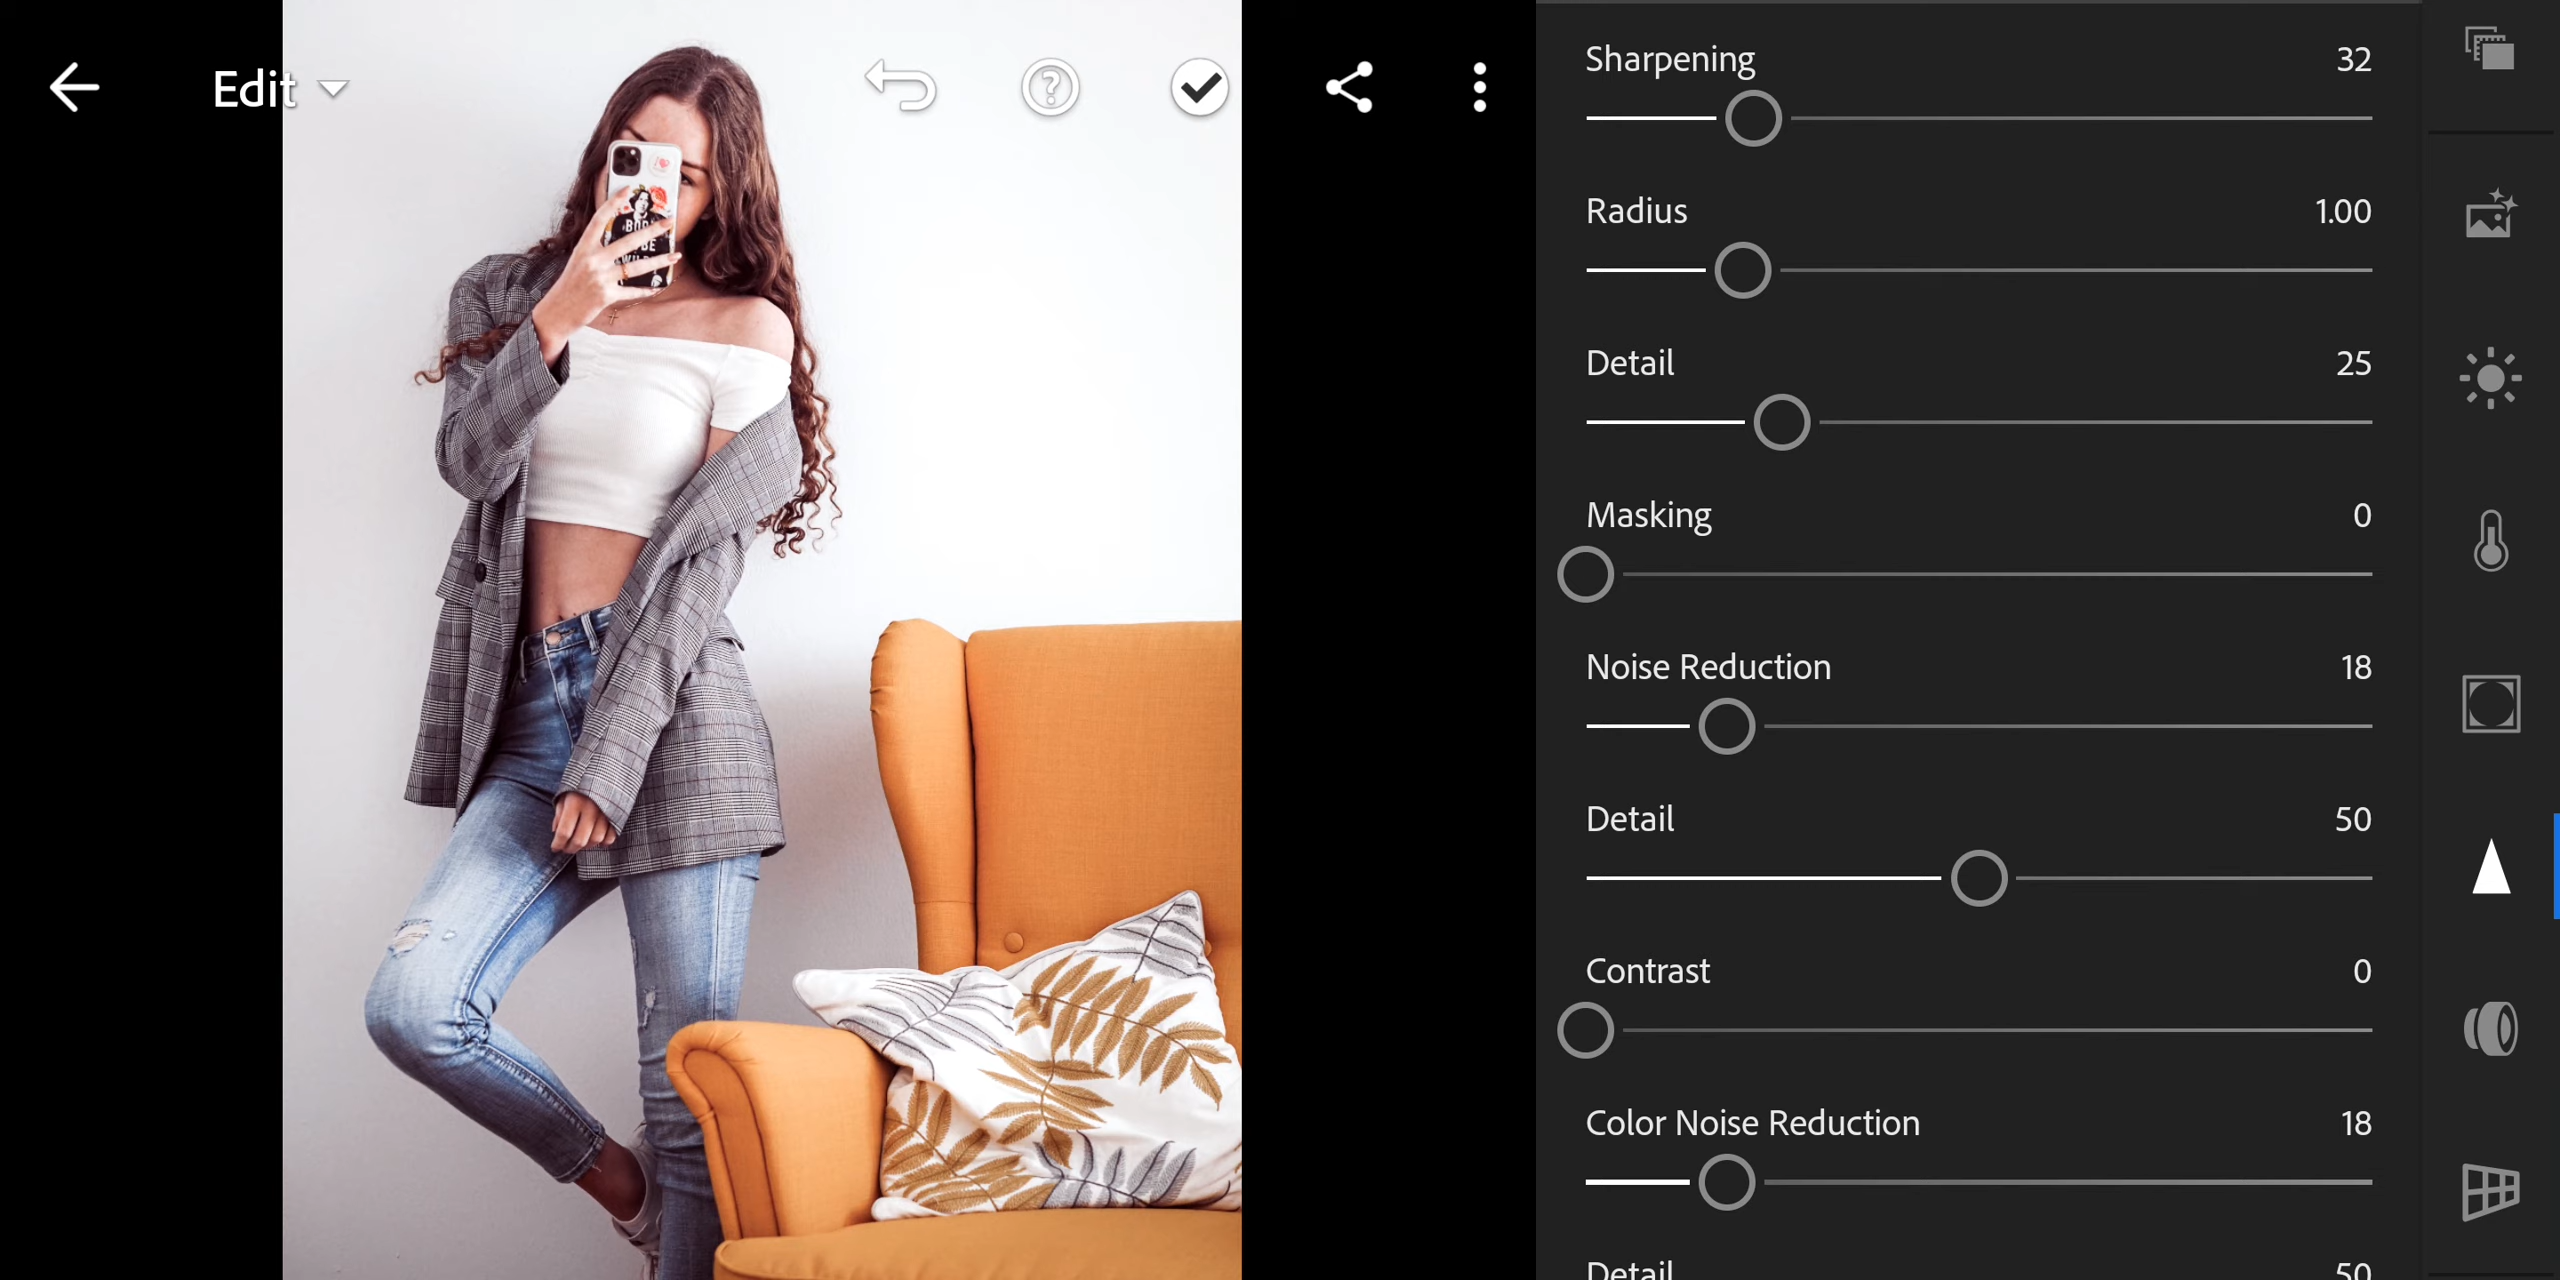 Edit
Sharpening 32
Radius 1.00
Detail 25
Masking 0
Noise Reduction 18
Detail 50
Contrast 0
Color Noise Reduction 18
Detail 50
BE